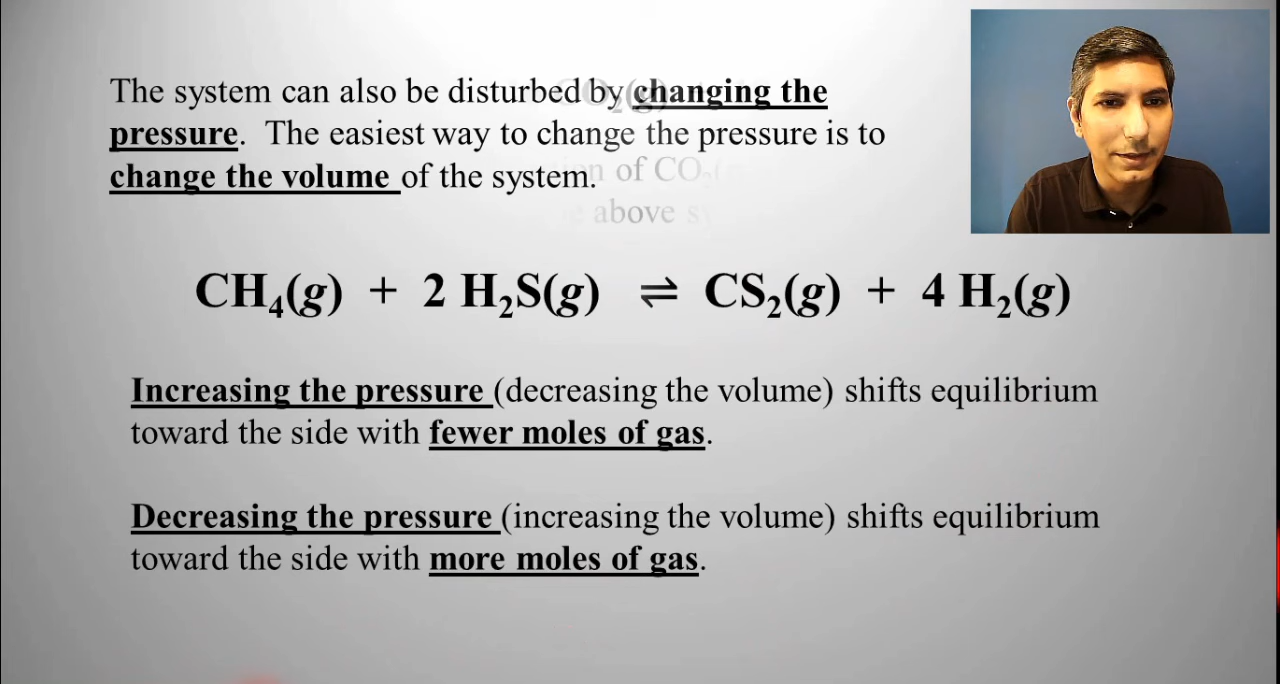 The system can also be disturbed by changing the
pressure. The easiest way to change the pressure is to
change the volume of the system.
of CO₂(
above
CH₄(g) + 2 H₂S(g) ⇌ CS₂(g) + 4 H₂(g)
Increasing the pressure (decreasing the volume) shifts equilibrium
toward the side with fewer moles of gas.
Decreasing the pressure (increasing the volume) shifts equilibrium
toward the side with more moles of gas.